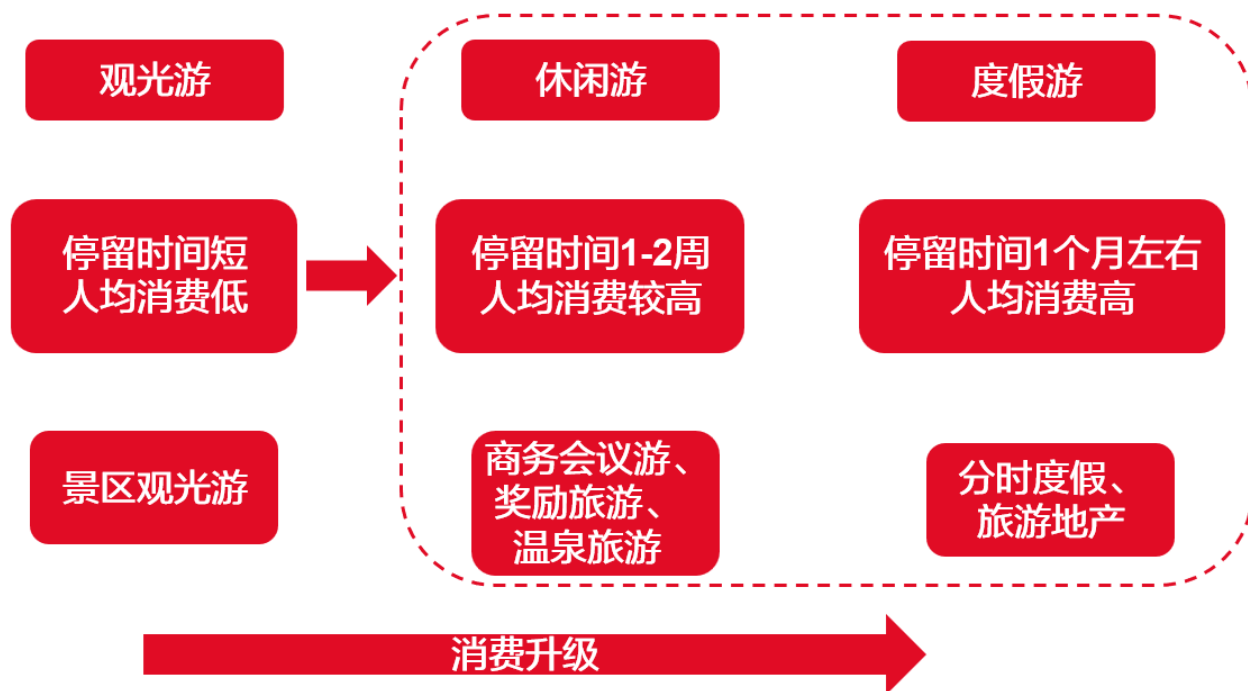 观光游
休闲游
度假游
停留时间短
人均消费低
停留时间1-2周
人均消费较高
停留时间1个月左右
人均消费高
景区观光游
商务会议游、
奖励旅游、
温泉旅游
分时度假、
旅游地产
消费升级